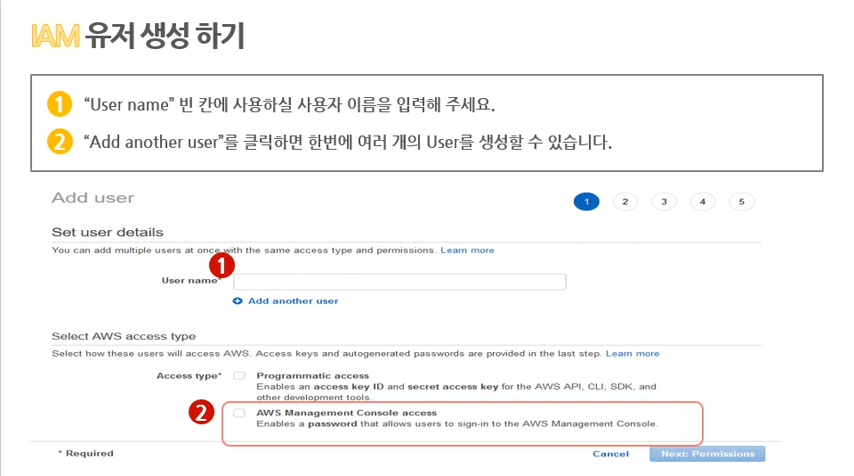 IAM 유저 생성 하기
1 “User name” 빈 칸에 사용하실 사용자 이름을 입력해 주세요.
2 “Add another user”를 클릭하면 한번에 여러 개의 User를 생성할 수 있습니다.
Add user
1 2 3 4 5
Set user details
You can add multiple users at once with the same access type and permissions. Learn more
1
User name*
Add another user
Select AWS access type
Select how these users will access AWS. Access keys and autogenerated passwords are provided in the last step. Learn more
Access type* Programmatic access
Enables an access key ID and secret access key for the AWS API, CLI, SDK, and
other development tools.
2 AWS Management Console access
Enables a password that allows users to sign-in to the AWS Management Console.
* Required Cancel Next: Permissions